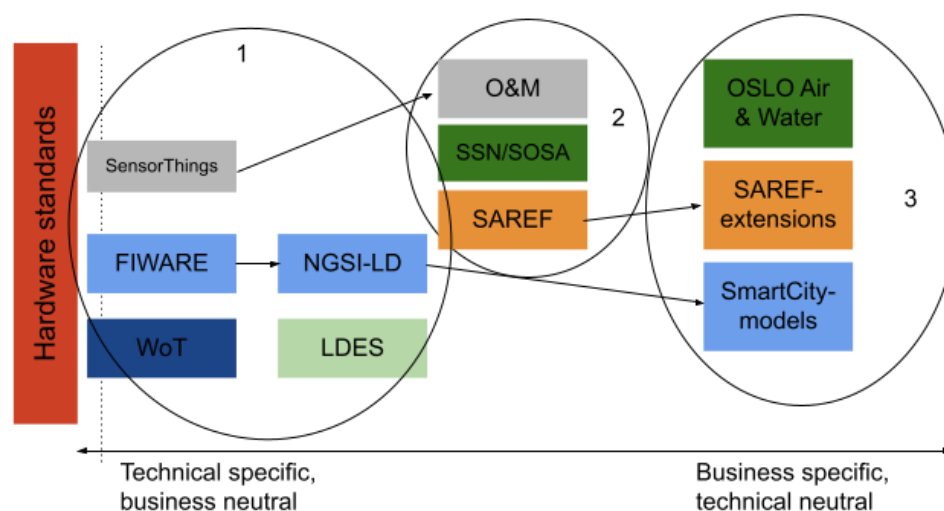 Hardware standards
1
SensorThings
FIWARE
NGSI-LD
WoT
LDES
O&M
SSN/SOSA
SAREF
2
OSLO Air
& Water
SAREF-
extensions
SmartCity-
models
3
Technical specific,
business neutral
Business specific,
technical neutral